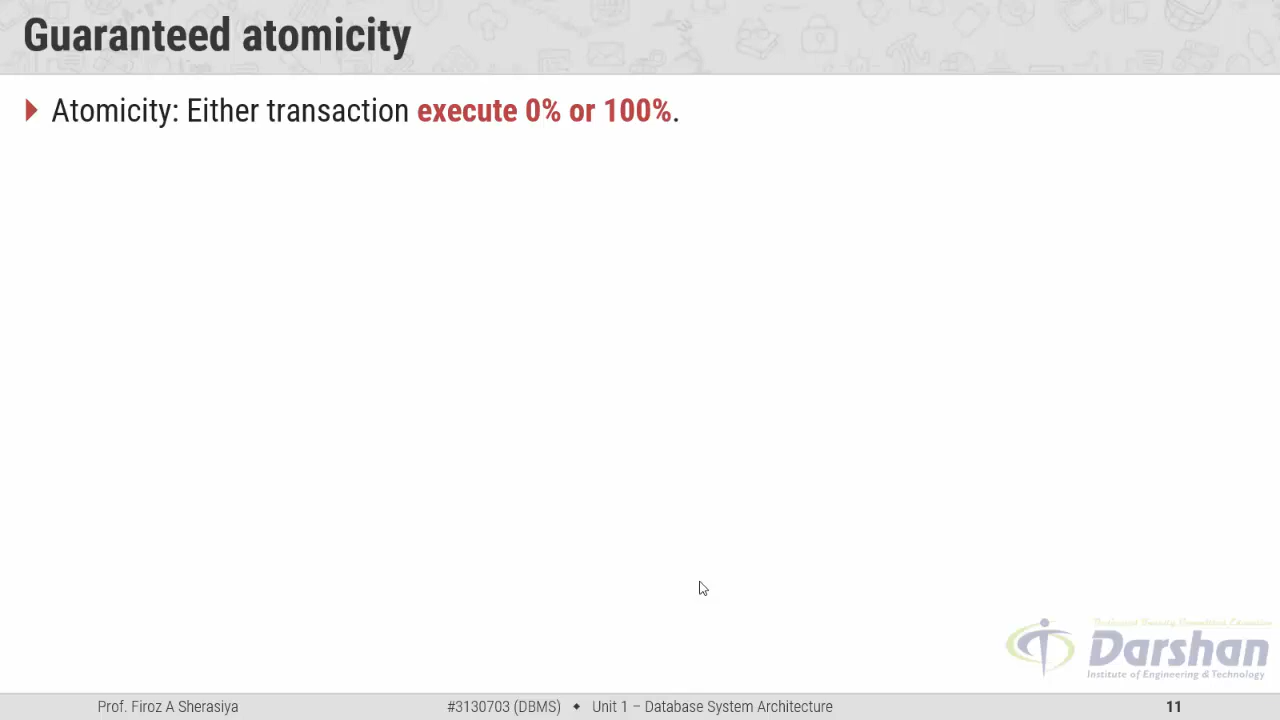 Guaranteed atomicity
Atomicity: Either transaction execute 0% or 100%.
Darshan
Institute of Engineering & Technology
Prof. Firoz A Sherasiya
#3130703 (DBMS) ◆ Unit 1 – Database System Architecture
11